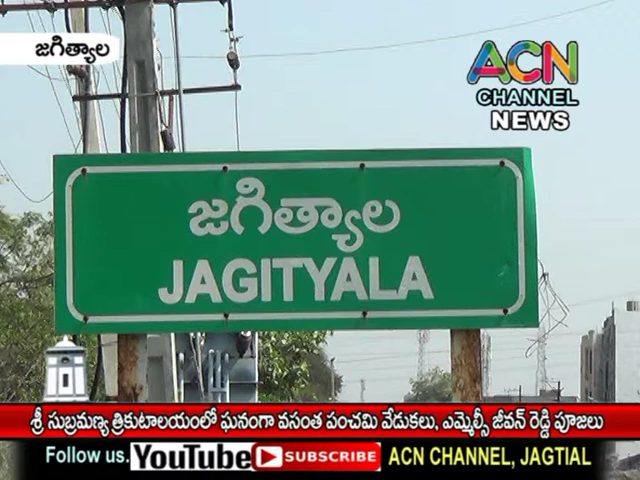 జగిత్యాల
ACN
CHANNEL
NEWS
జగిత్యాల
JAGITYALA
శ్రీ సుబ్రమణ్య త్రికుటాలయంలో ఘనంగా వసంత పంచమి వేడుకలు, ఎమ్మెల్సీ జీవన్ రెడ్డి పూజలు
Follow us. YouTube SUBSCRIBE ACN CHANNEL, JAGTIAL